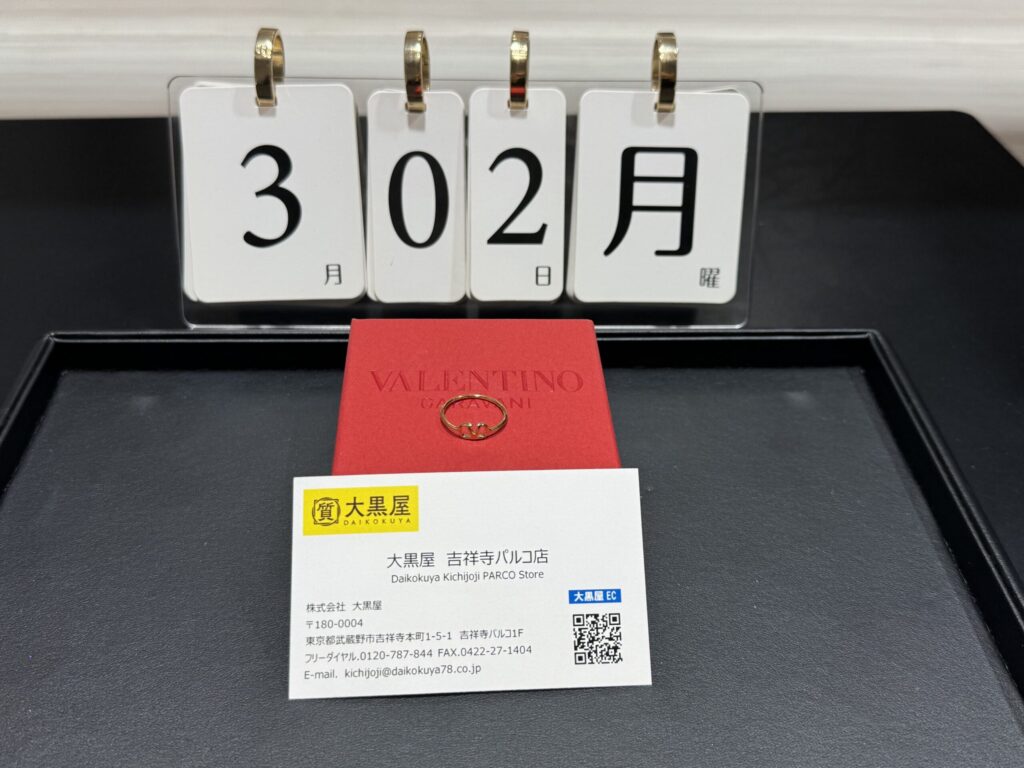 3月 02日 月曜
VALENTINO
GARAVANI
質 大黒屋
DAIKOKUYA
大黒屋 吉祥寺パルコ店
Daikokuya Kichijoji PARCO Store
大黒屋 EC
株式会社 大黒屋
〒180-0004
東京都武蔵野市吉祥寺本町1-5-1 吉祥寺パルコ1F
フリーダイヤル.0120-787-844 FAX.0422-27-1404
E-mail. kichijoji@daikokuya78.co.jp